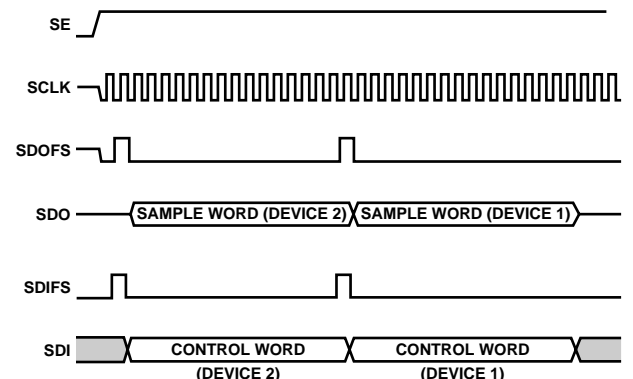 SE
SCLK
SDOFS
SDO
SAMPLE WORD (DEVICE 2) SAMPLE WORD (DEVICE 1)
SDIFS
SDI
CONTROL WORD CONTROL WORD
(DEVICE 2) (DEVICE 1)